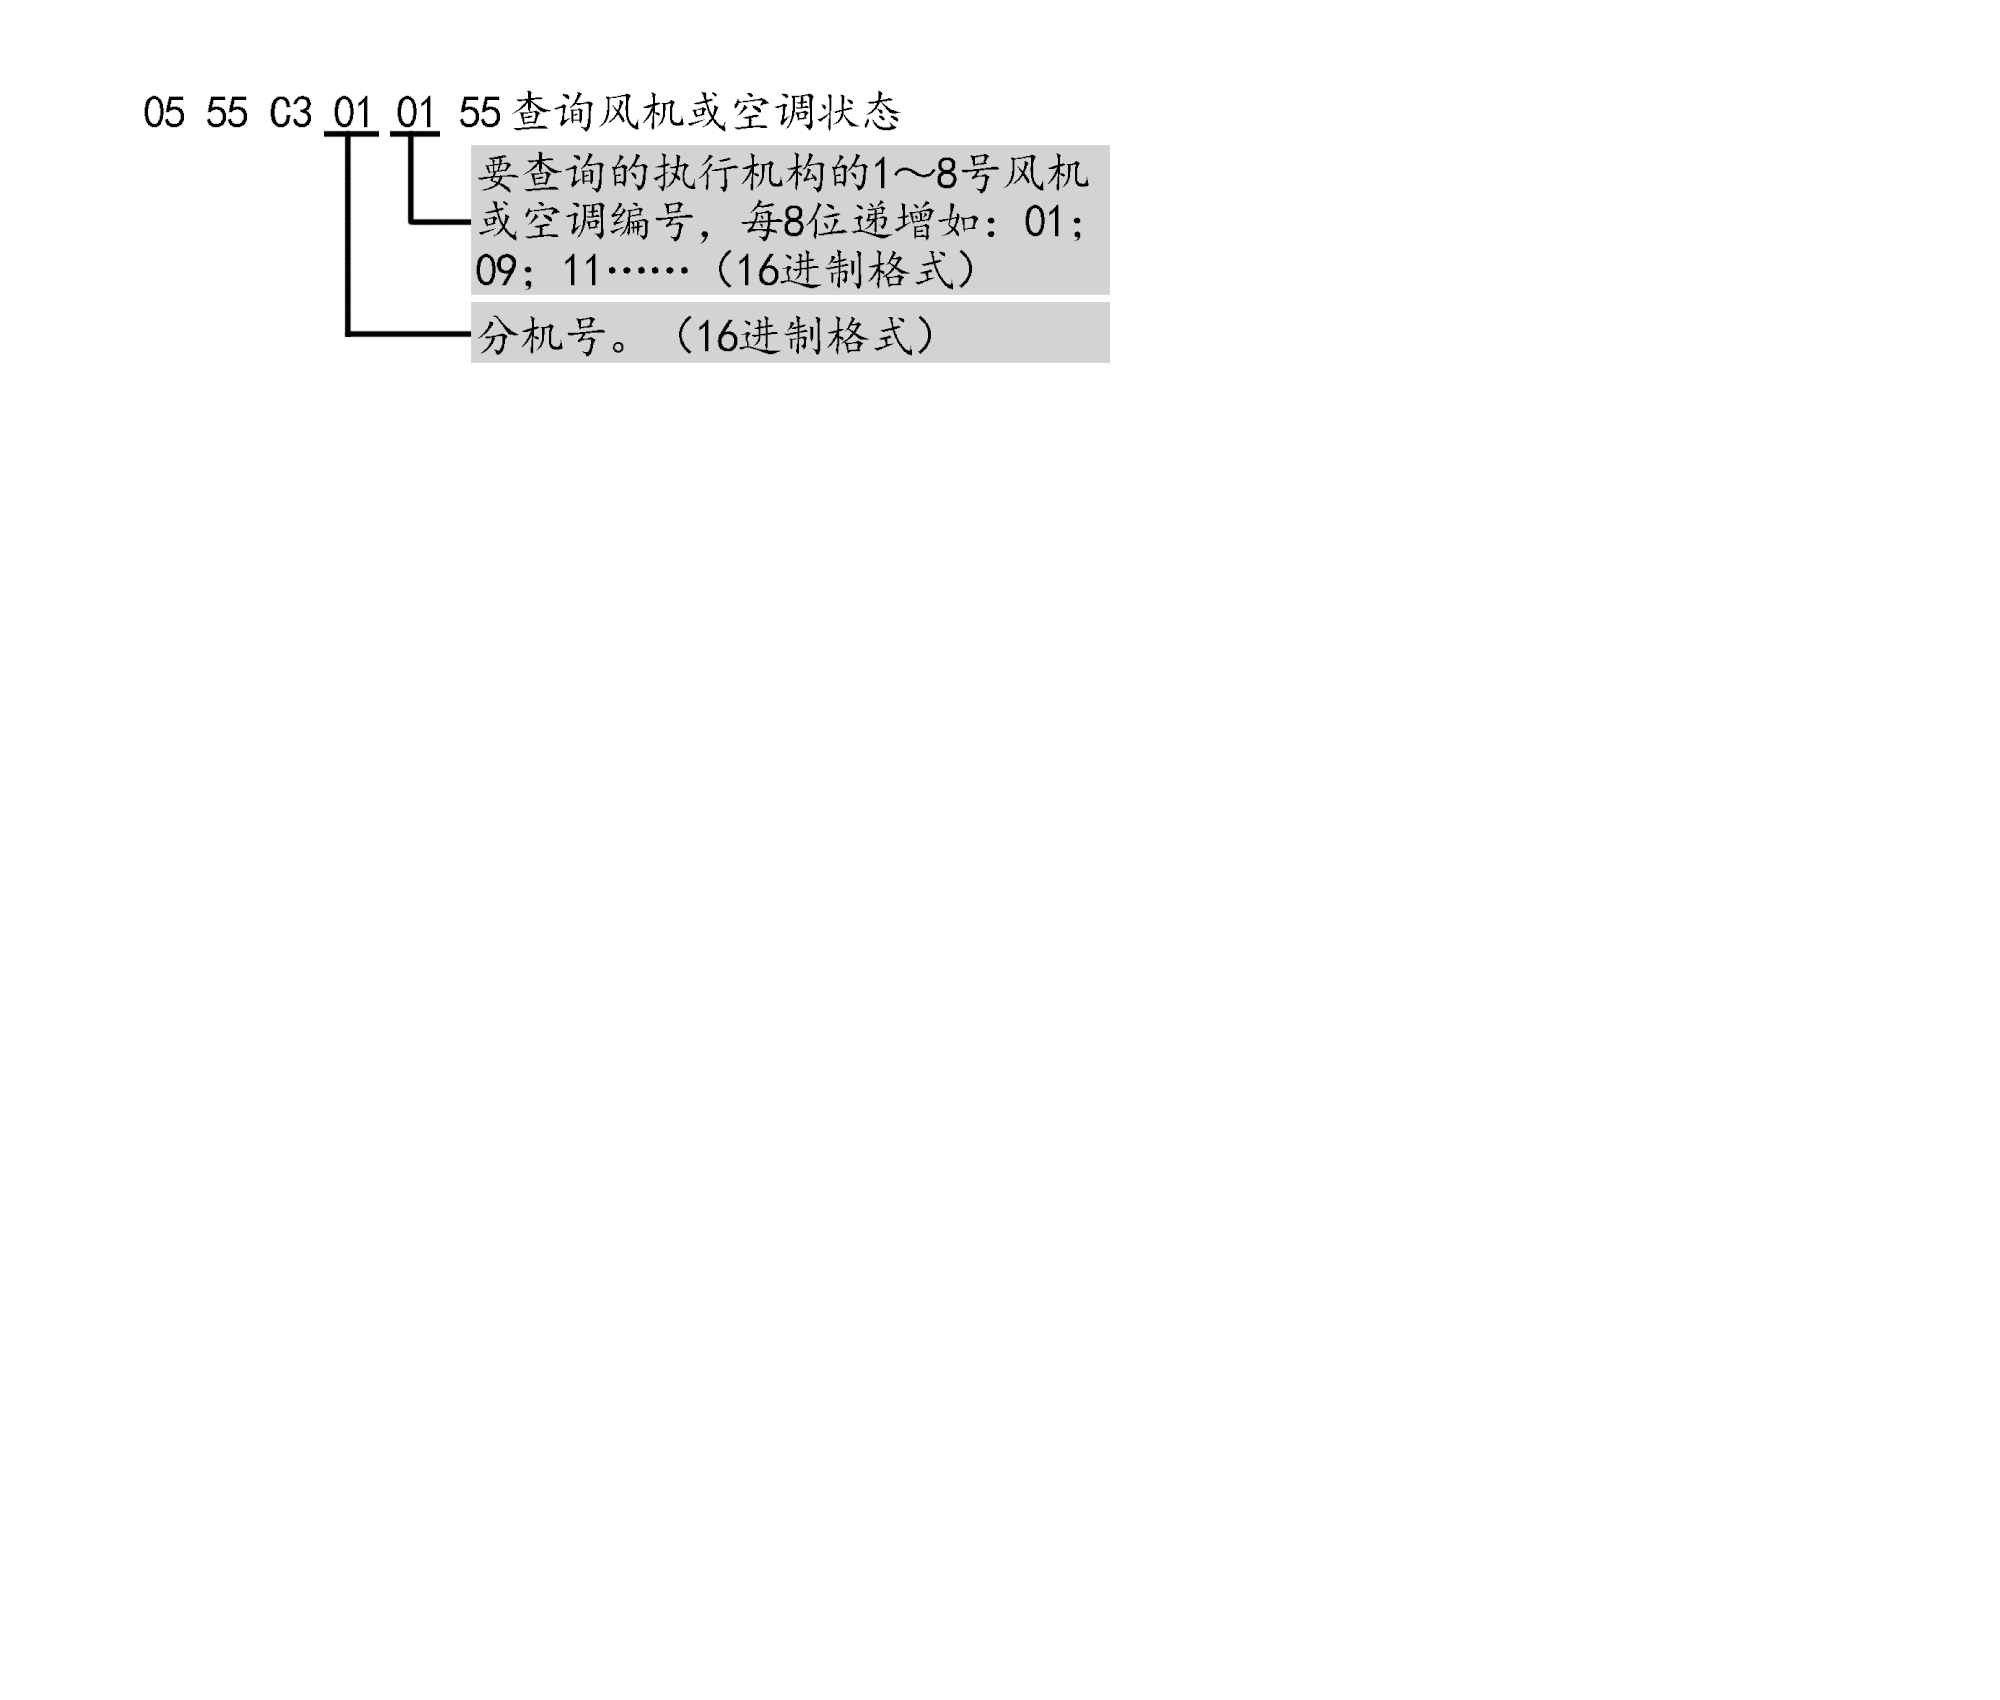 05 55 C3 01 01 55 查询风机或空调状态
要查询的执行机构的1～8号风机
或空调编号，每8位递增如：01；
09；11……（16进制格式）
分机号。（16进制格式）